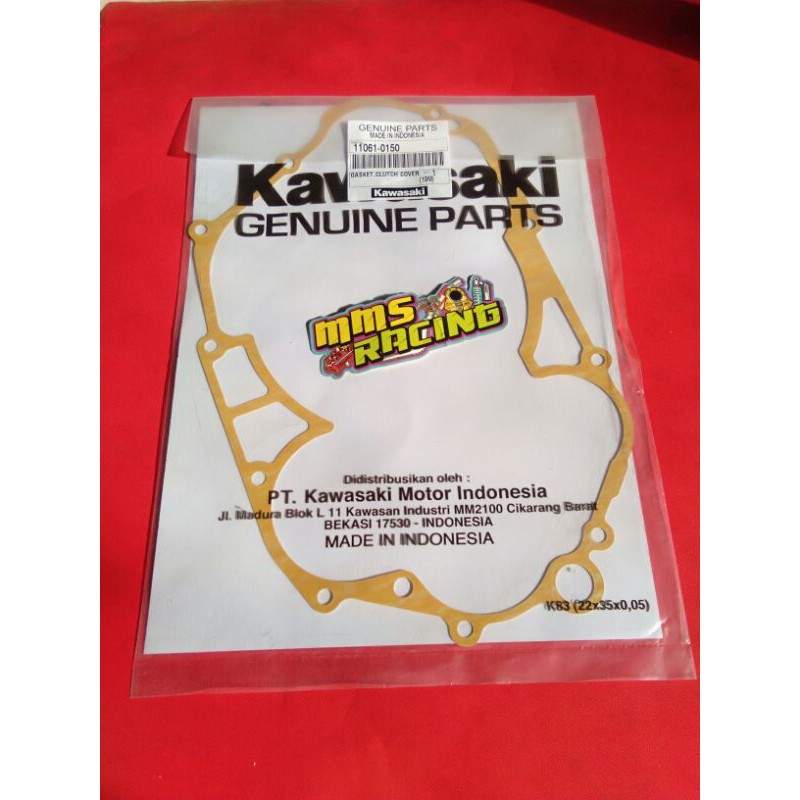 GENUINE PARTS
MADE IN INDONESIA
11061-0150
GASKET,CLUTCH COVER 1
Kawasaki
Kawasaki
GENUINE PARTS
MMS
RACING
Didistribusikan oleh :
PT. Kawasaki Motor Indonesia
Jl. Madura Blok L 11 Kawasan Industri MM2100 Cikarang Barat
BEKASI 17530 - INDONESIA
MADE IN INDONESIA
K83 (22x35x0,05)